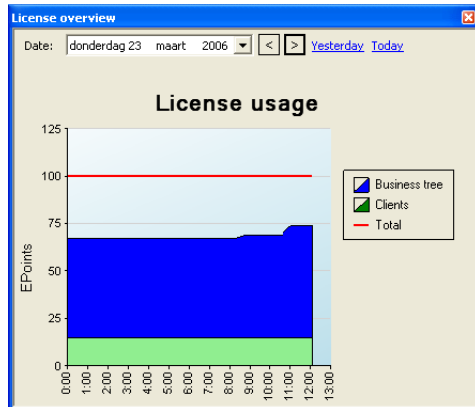 License overview
Date: donderdag 23 maart 2006 < > Yesterday Today
License usage
125
100
75
50
25
0
EPoints
0:00 1:00 2:00 3:00 4:00 5:00 6:00 7:00 8:00 9:00 10:00 11:00 12:00 13:00
Business tree
Clients
Total